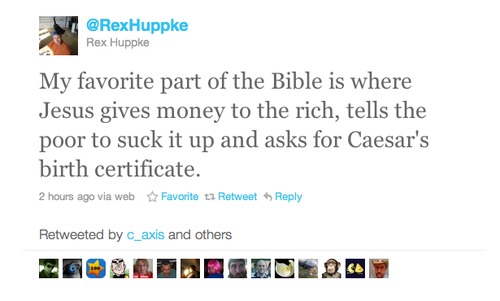 @RexHuppke
Rex Huppke
My favorite part of the Bible is where
Jesus gives money to the rich, tells the
poor to suck it up and asks for Caesar's
birth certificate.
2 hours ago via web Favorite Retweet Reply
Retweeted by c_axis and others